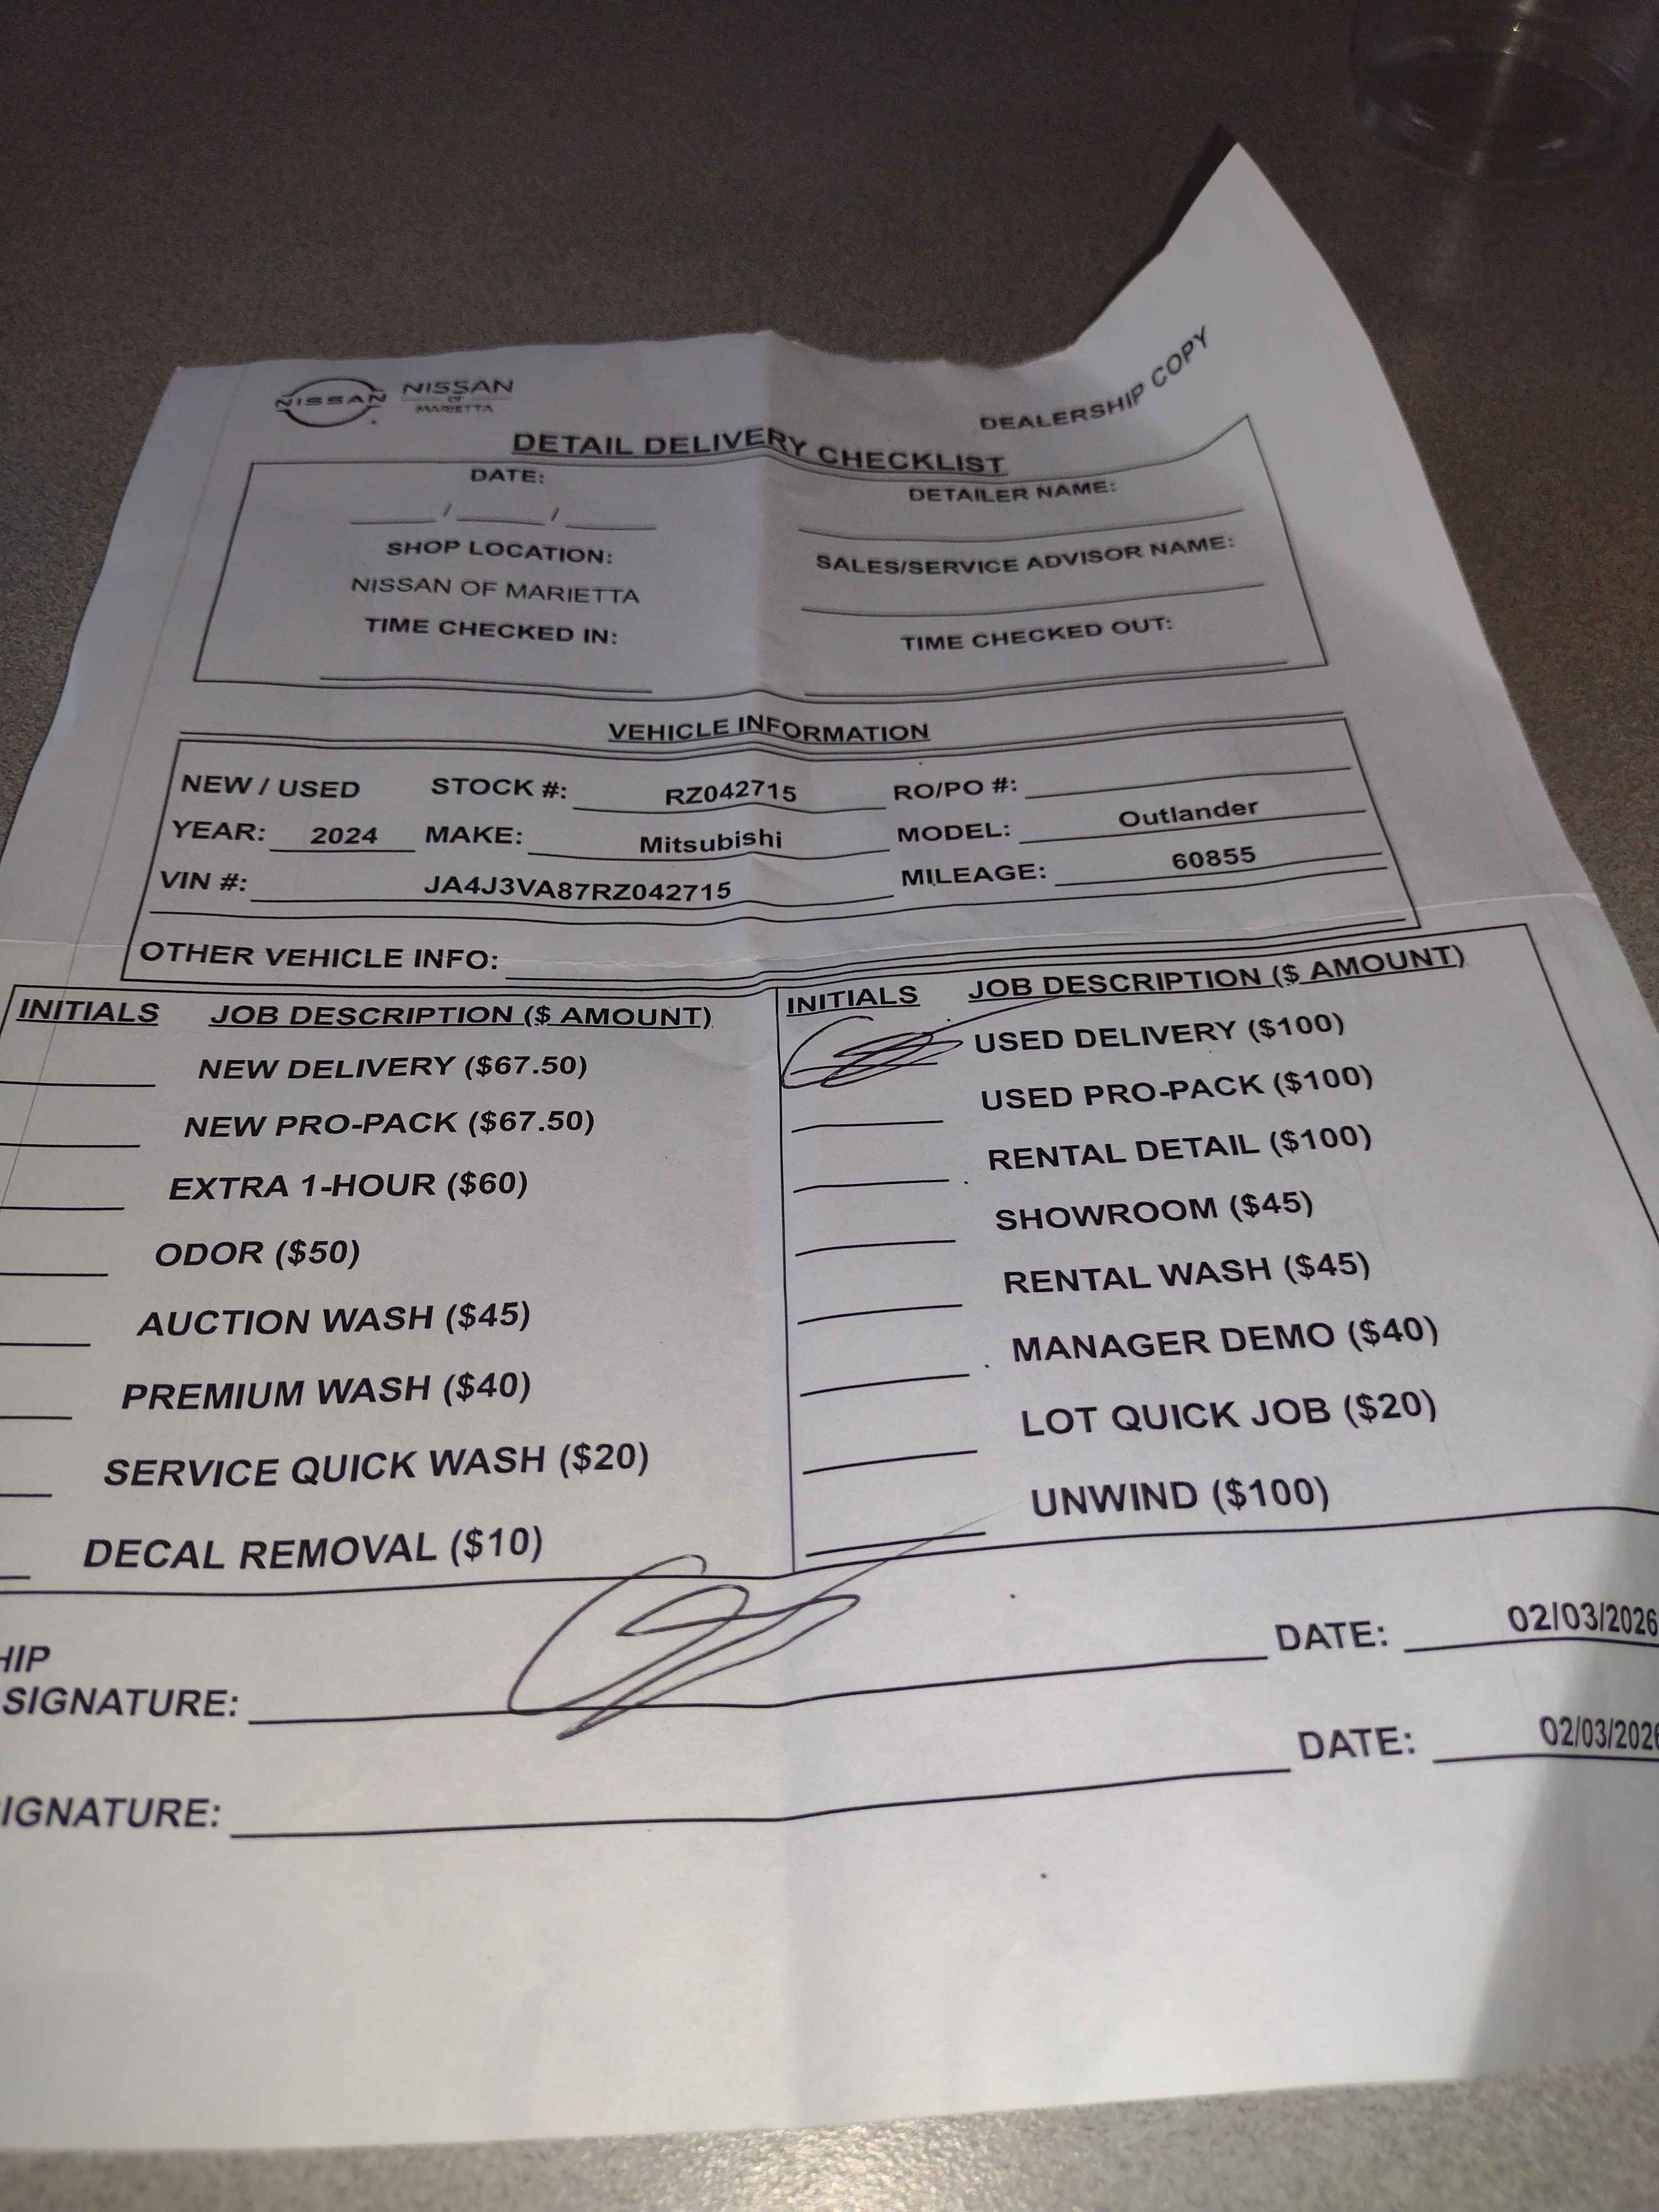 NISSAN NISSAN
OF
MARIETTA
DEALERSHIP COPY
DETAIL DELIVERY CHECKLIST
DATE:
/ /
DETAILER NAME:
SHOP LOCATION:
NISSAN OF MARIETTA
SALES/SERVICE ADVISOR NAME:
TIME CHECKED IN:
TIME CHECKED OUT:
VEHICLE INFORMATION
NEW / USED STOCK #: RZ042715 RO/PO #:
YEAR: 2024 MAKE: Mitsubishi MODEL: Outlander
VIN #: JA4J3VA87RZ042715 MILEAGE: 60855
OTHER VEHICLE INFO:
INITIALS JOB DESCRIPTION ($ AMOUNT)
NEW DELIVERY ($67.50)
NEW PRO-PACK ($67.50)
EXTRA 1-HOUR ($60)
ODOR ($50)
AUCTION WASH ($45)
PREMIUM WASH ($40)
SERVICE QUICK WASH ($20)
DECAL REMOVAL ($10)
INITIALS JOB DESCRIPTION ($ AMOUNT)
USED DELIVERY ($100)
USED PRO-PACK ($100)
RENTAL DETAIL ($100)
SHOWROOM ($45)
RENTAL WASH ($45)
MANAGER DEMO ($40)
LOT QUICK JOB ($20)
UNWIND ($100)
HIP
SIGNATURE: DATE: 02/03/2026
IGNATURE: DATE: 02/03/202